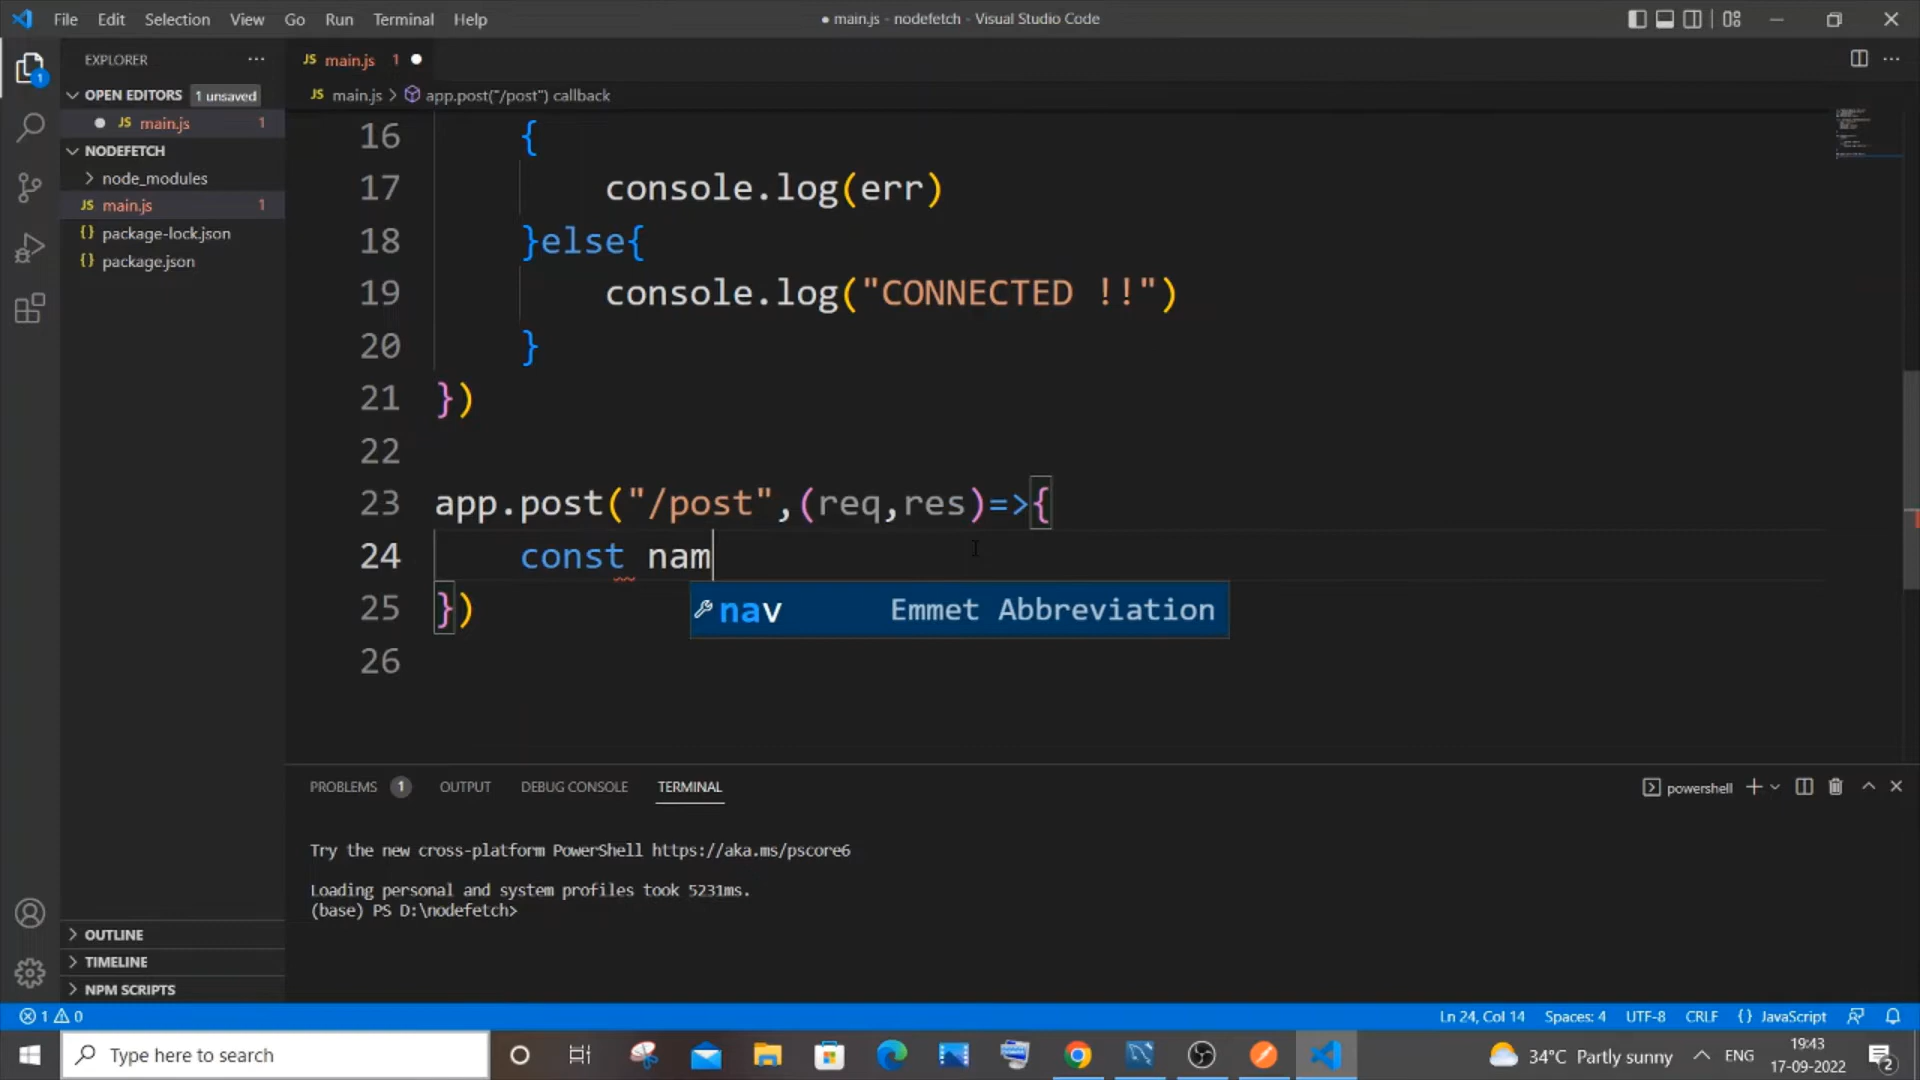 File Edit Selection View Go Run Terminal Help
● main.js - nodefetch - Visual Studio Code
EXPLORER
OPEN EDITORS 1 unsaved
JS main.js 1
NODEFETCH
node_modules
JS main.js 1
{} package-lock.json
{} package.json
OUTLINE
TIMELINE
NPM SCRIPTS
1
JS main.js 1
JS main.js > app.post("/post") callback
16 {
17 console.log(err)
18 }else{
19 console.log("CONNECTED !!")
20 }
21 })
22
23 app.post("/post",(req,res)=>{
24 const nam
nav Emmet Abbreviation
25 })
26
PROBLEMS 1 OUTPUT DEBUG CONSOLE TERMINAL
powershell
Try the new cross-platform PowerShell https://aka.ms/pscore6
Loading personal and system profiles took 5231ms.
(base) PS D:\nodefetch>
1 0
Ln 24, Col 14 Spaces: 4 UTF-8 CRLF {} JavaScript
Type here to search
34°C Partly sunny
ENG
19:43
17-09-2022
2